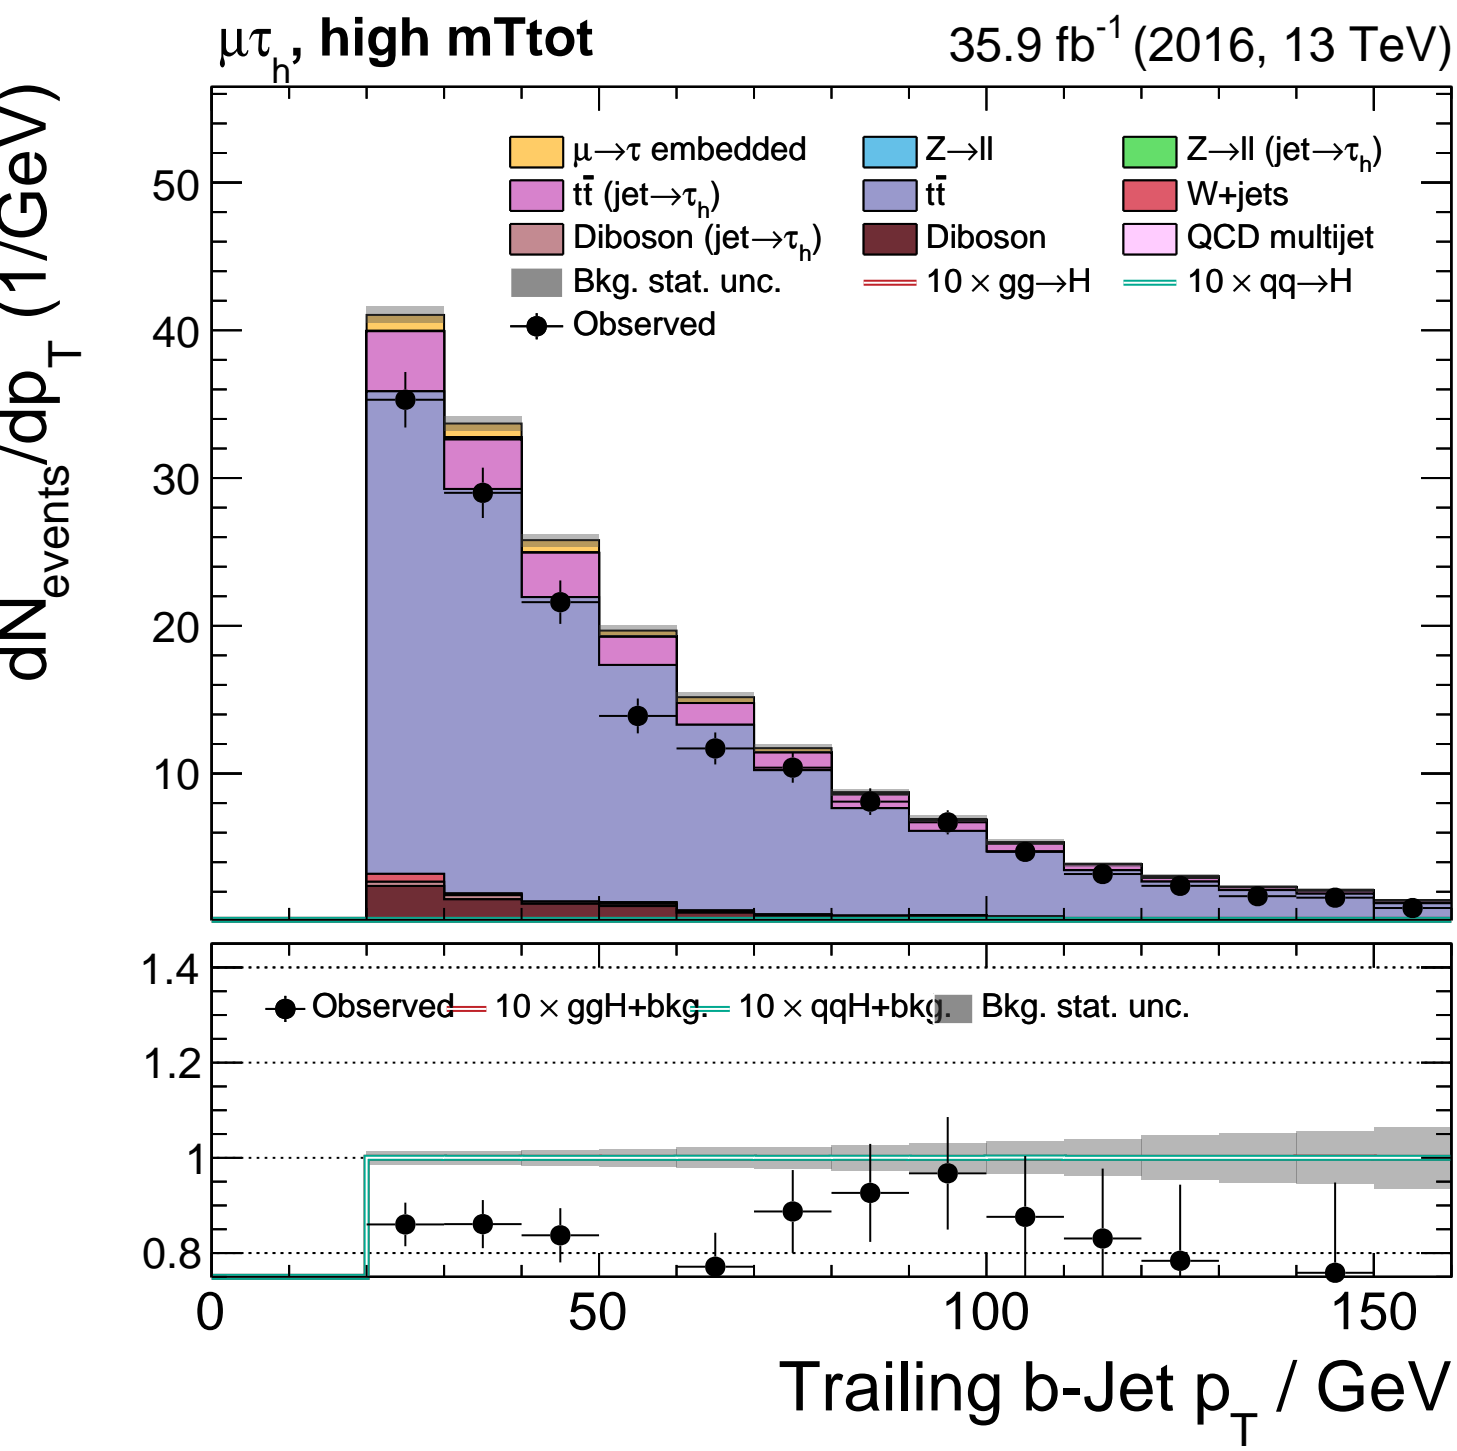 μτh, high mTtot
35.9 fb-1 (2016, 13 TeV)
dNevents/dpT (1/GeV)
μ→τ embedded Z→ll Z→ll (jet→τh)
tt̄ (jet→τh) tt̄ W+jets
Diboson (jet→τh) Diboson QCD multijet
Bkg. stat. unc. 10 × gg→H 10 × qq→H
Observed
50
40
30
20
10
1.4
Observed 10 × ggH+bkg. 10 × qqH+bkg. Bkg. stat. unc.
1.2
1
0.8
0 50 100 150
Trailing b-Jet pT / GeV